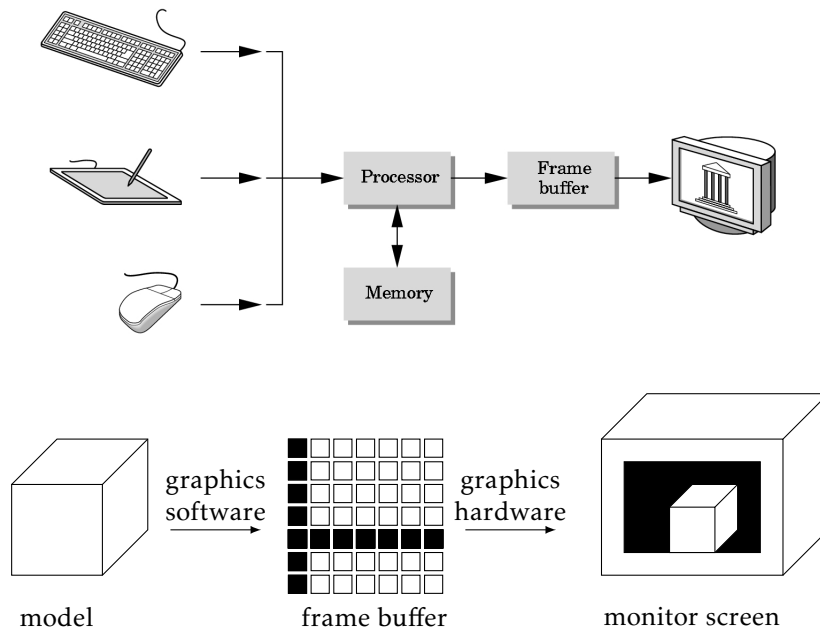 Processor
Frame
buffer
Memory
graphics
software
graphics
hardware
model
frame buffer
monitor screen